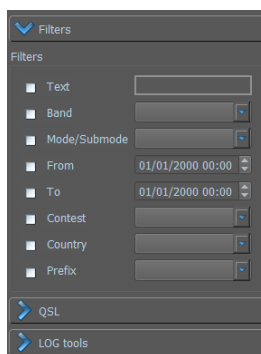 Filters
Filters
Text
Band
Mode/Submode
From 01/01/2000 00:00
To 01/01/2000 00:00
Contest
Country
Prefix
QSL
LOG tools